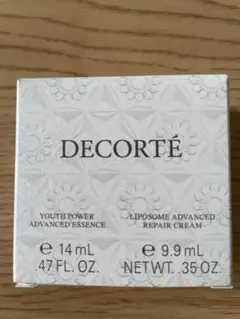 DECORTÉ
YOUTH POWER
ADVANCED ESSENCE
℮ 14 mL
.47 FL. OZ.
LIPOSOME ADVANCED
REPAIR CREAM
℮ 9.9 mL
NET WT. .35 OZ.